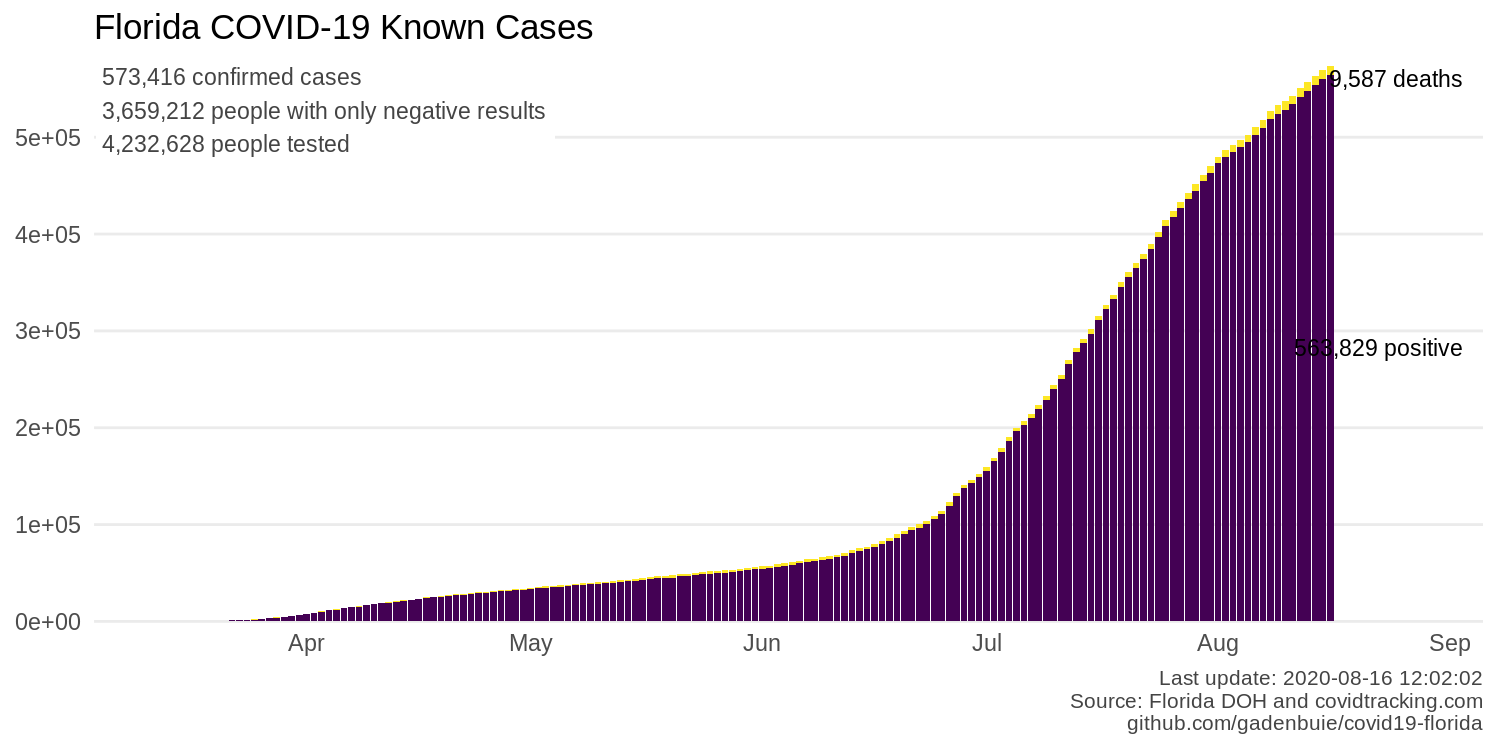 Florida COVID-19 Known Cases
573,416 confirmed cases
3,659,212 people with only negative results
4,232,628 people tested
9,587 deaths
563,829 positive
5e+05
4e+05
3e+05
2e+05
1e+05
0e+00
Apr May Jun Jul Aug Sep
Last update: 2020-08-16 12:02:02
Source: Florida DOH and covidtracking.com
github.com/gadenbuie/covid19-florida